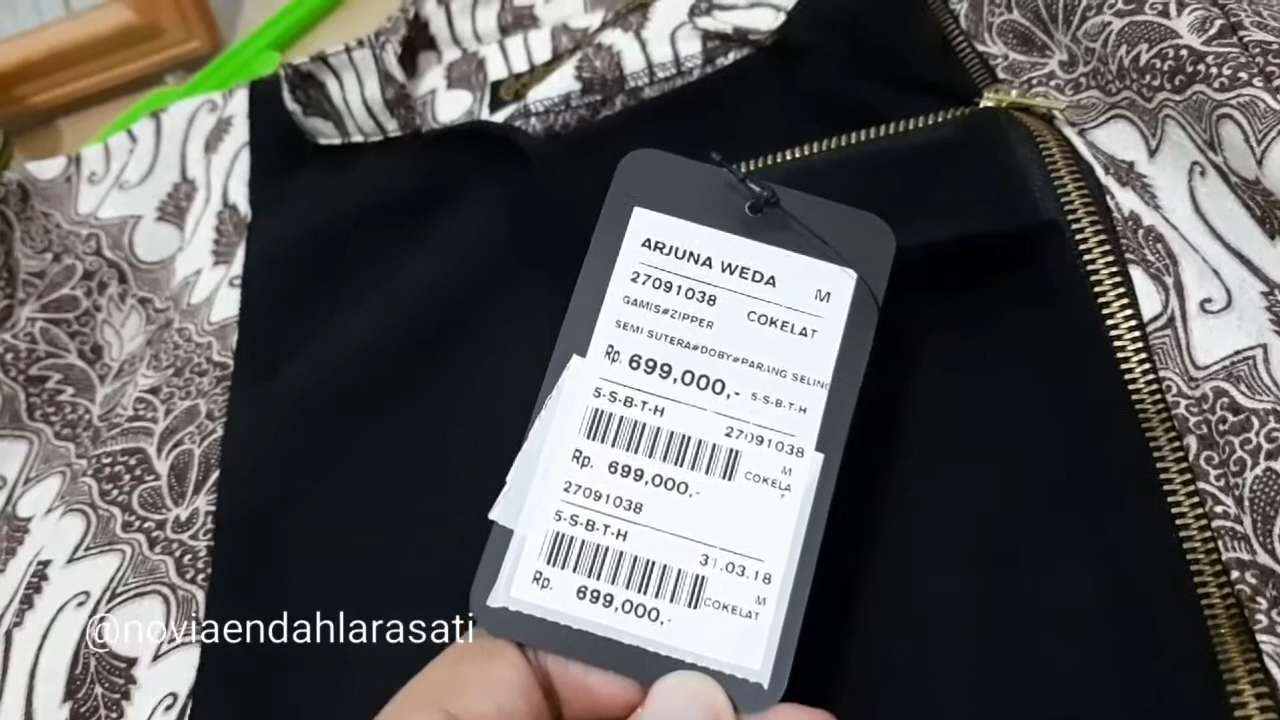 ARJUNA WEDA
M
27091038
COKELAT
GAMIS#ZIPPER
SEMI SUTERA#DOBY#PARANG SELING
Rp. 699,000,- 5-S-B-T-H
5-S-B-T-H
27091038
M
COKELA
T
Rp. 699,000,-
27091038
5-S-B-T-H
31.03.18
M
COKELAT
Rp. 699,000,-
@noviaendahlarasati